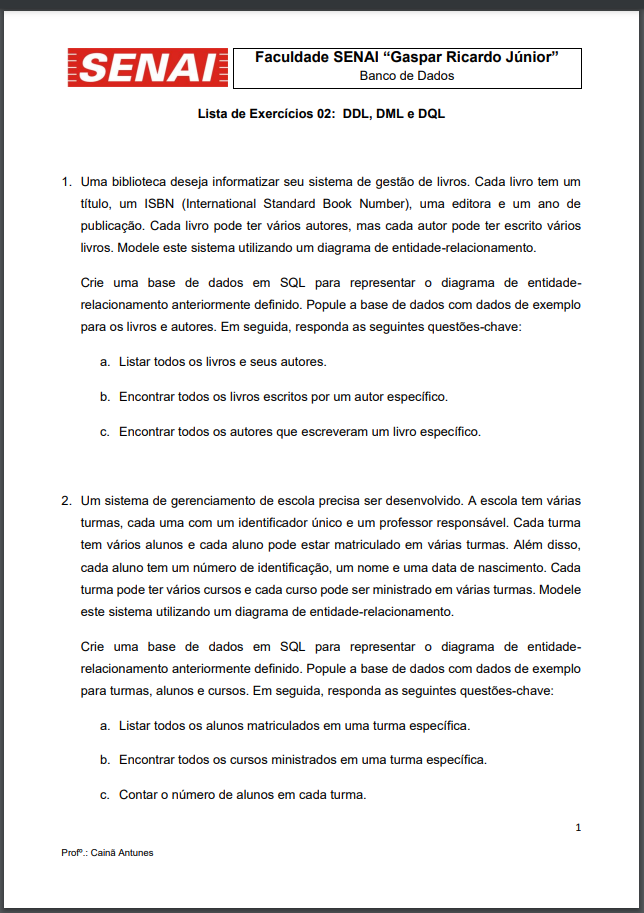 SENAI
Faculdade SENAI “Gaspar Ricardo Júnior”
Banco de Dados
Lista de Exercícios 02: DDL, DML e DQL
1. Uma biblioteca deseja informatizar seu sistema de gestão de livros. Cada livro tem um
título, um ISBN (International Standard Book Number), uma editora e um ano de
publicação. Cada livro pode ter vários autores, mas cada autor pode ter escrito vários
livros. Modele este sistema utilizando um diagrama de entidade-relacionamento.
Crie uma base de dados em SQL para representar o diagrama de entidade-
relacionamento anteriormente definido. Popule a base de dados com dados de exemplo
para os livros e autores. Em seguida, responda as seguintes questões-chave:
a. Listar todos os livros e seus autores.
b. Encontrar todos os livros escritos por um autor específico.
c. Encontrar todos os autores que escreveram um livro específico.
2. Um sistema de gerenciamento de escola precisa ser desenvolvido. A escola tem várias
turmas, cada uma com um identificador único e um professor responsável. Cada turma
tem vários alunos e cada aluno pode estar matriculado em várias turmas. Além disso,
cada aluno tem um número de identificação, um nome e uma data de nascimento. Cada
turma pode ter vários cursos e cada curso pode ser ministrado em várias turmas. Modele
este sistema utilizando um diagrama de entidade-relacionamento.
Crie uma base de dados em SQL para representar o diagrama de entidade-
relacionamento anteriormente definido. Popule a base de dados com dados de exemplo
para turmas, alunos e cursos. Em seguida, responda as seguintes questões-chave:
a. Listar todos os alunos matriculados em uma turma específica.
b. Encontrar todos os cursos ministrados em uma turma específica.
c. Contar o número de alunos em cada turma.
1
Profº.: Cainã Antunes